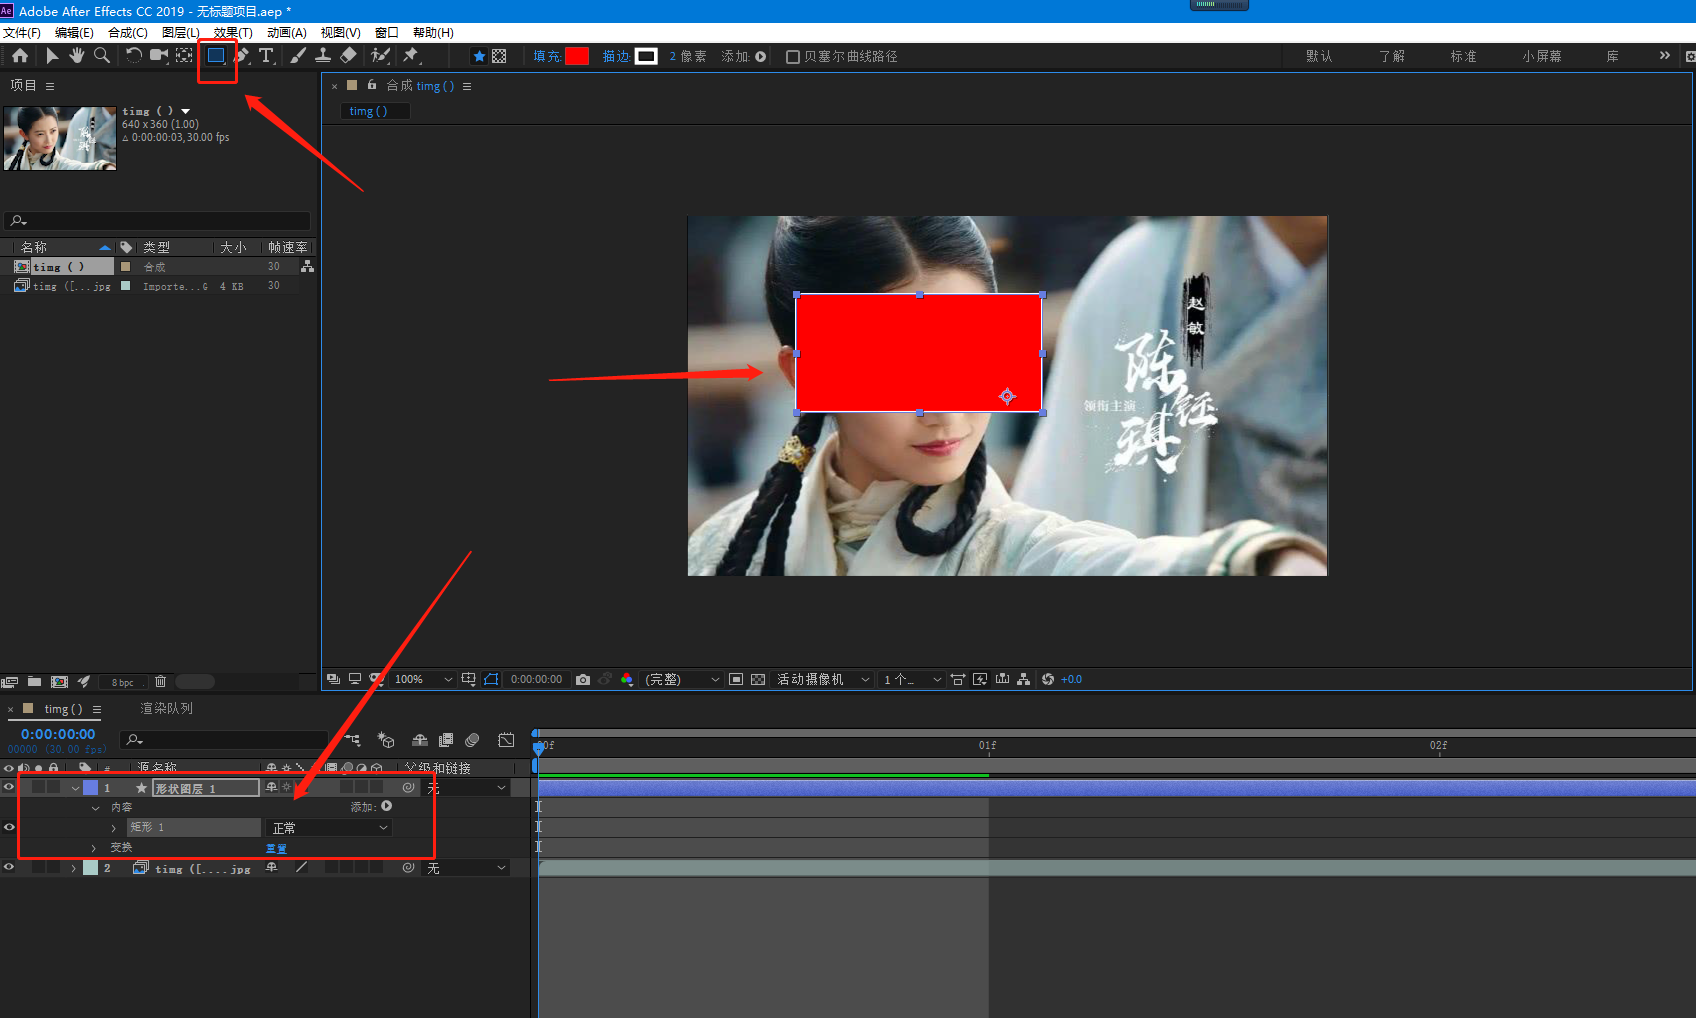 Ae Adobe After Effects CC 2019 - 无标题项目.aep *
文件(F) 编辑(E) 合成(C) 图层(L) 效果(T) 动画(A) 视图(V) 窗口 帮助(H)
填充: 描边: 2 像素 添加: 贝塞尔曲线路径 默认 了解 标准 小屏幕 库 »
项目
× 合成 timg ( )
timg ( )
timg ( )
640 x 360 (1.00)
△ 0:00:00:03, 30.00 fps
名称 类型 大小 帧速率
timg ( ) 合成 30
timg ([...jpg Importe...G 4 KB 30
赵敏
陈钰琪
领衔主演
8 bpc
100% 0:00:00:00 (完整) 活动摄像机 1 个... +0.0
× timg ( ) 渲染队列
0:00:00:00
00000 (30.00 fps)
00f 01f 02f
# 源名称 父级和链接
1 形状图层 1 无
内容 添加:
矩形 1 正常
变换 重置
2 timg ([....jpg 无